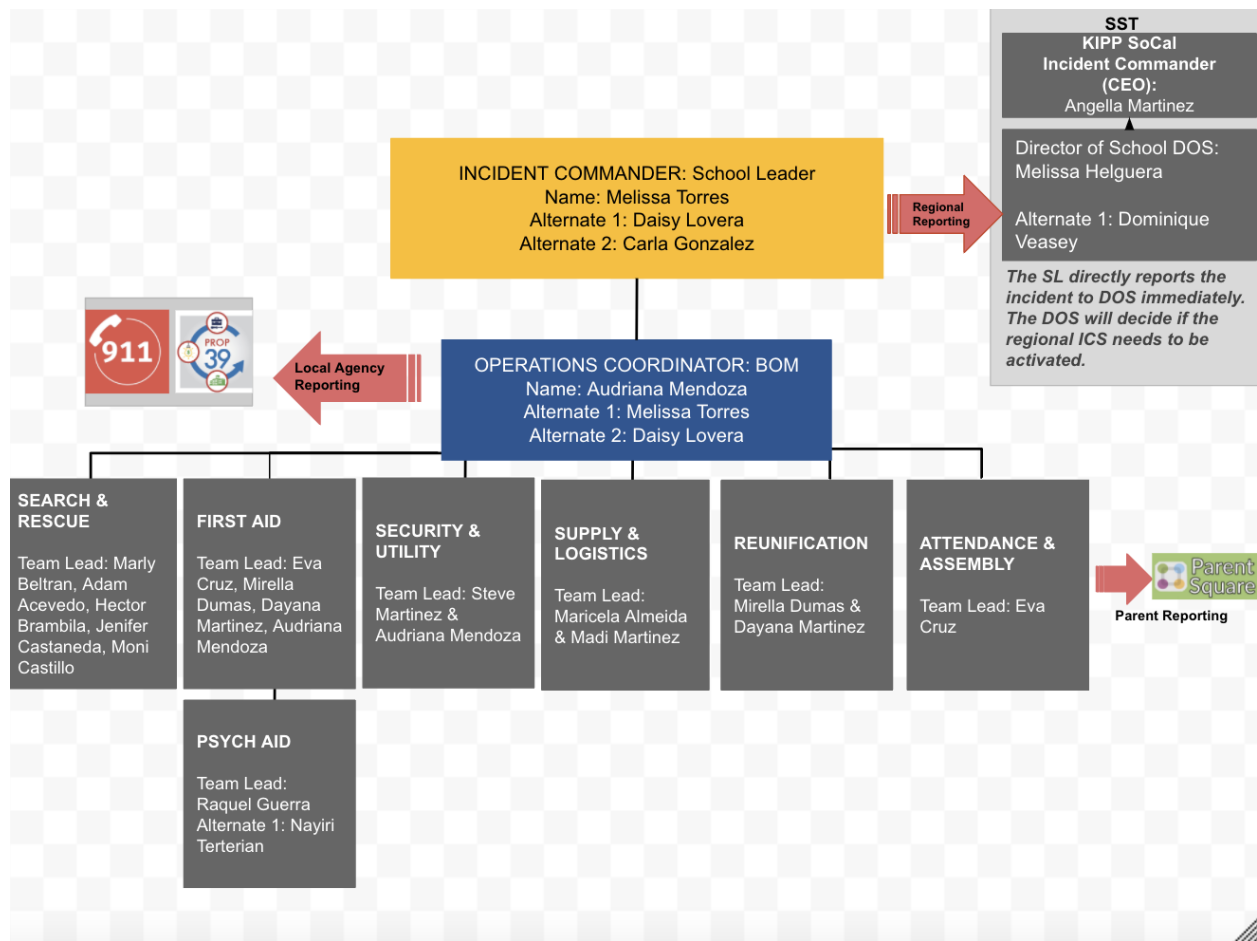 SST
KIPP SoCal
Incident Commander
(CEO):
Angella Martinez
Director of School DOS:
Melissa Helguera
Alternate 1: Dominique
Veasey
The SL directly reports the
incident to DOS immediately.
The DOS will decide if the
regional ICS needs to be
activated.
INCIDENT COMMANDER: School Leader
Name: Melissa Torres
Alternate 1: Daisy Lovera
Alternate 2: Carla Gonzalez
Regional
Reporting
911
PROP
39
Local Agency
Reporting
OPERATIONS COORDINATOR: BOM
Name: Audriana Mendoza
Alternate 1: Melissa Torres
Alternate 2: Daisy Lovera
SEARCH &
RESCUE
Team Lead: Marly
Beltran, Adam
Acevedo, Hector
Brambila, Jenifer
Castaneda, Moni
Castillo
FIRST AID
Team Lead: Eva
Cruz, Mirella
Dumas, Dayana
Martinez, Audriana
Mendoza
SECURITY &
UTILITY
Team Lead: Steve
Martinez &
Audriana Mendoza
SUPPLY &
LOGISTICS
Team Lead:
Maricela Almeida
& Madi Martinez
REUNIFICATION
Team Lead:
Mirella Dumas &
Dayana Martinez
ATTENDANCE &
ASSEMBLY
Team Lead: Eva
Cruz
Parent
Square
Parent Reporting
PSYCH AID
Team Lead:
Raquel Guerra
Alternate 1: Nayiri
Terterian